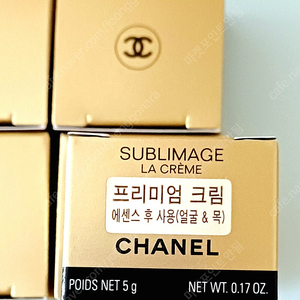 SUBLIMAGE
LA CRÈME
프리미엄 크림
에센스 후 사용(얼굴 & 목)
CHANEL
POIDS NET 5 g
NET WT. 0.17 OZ.